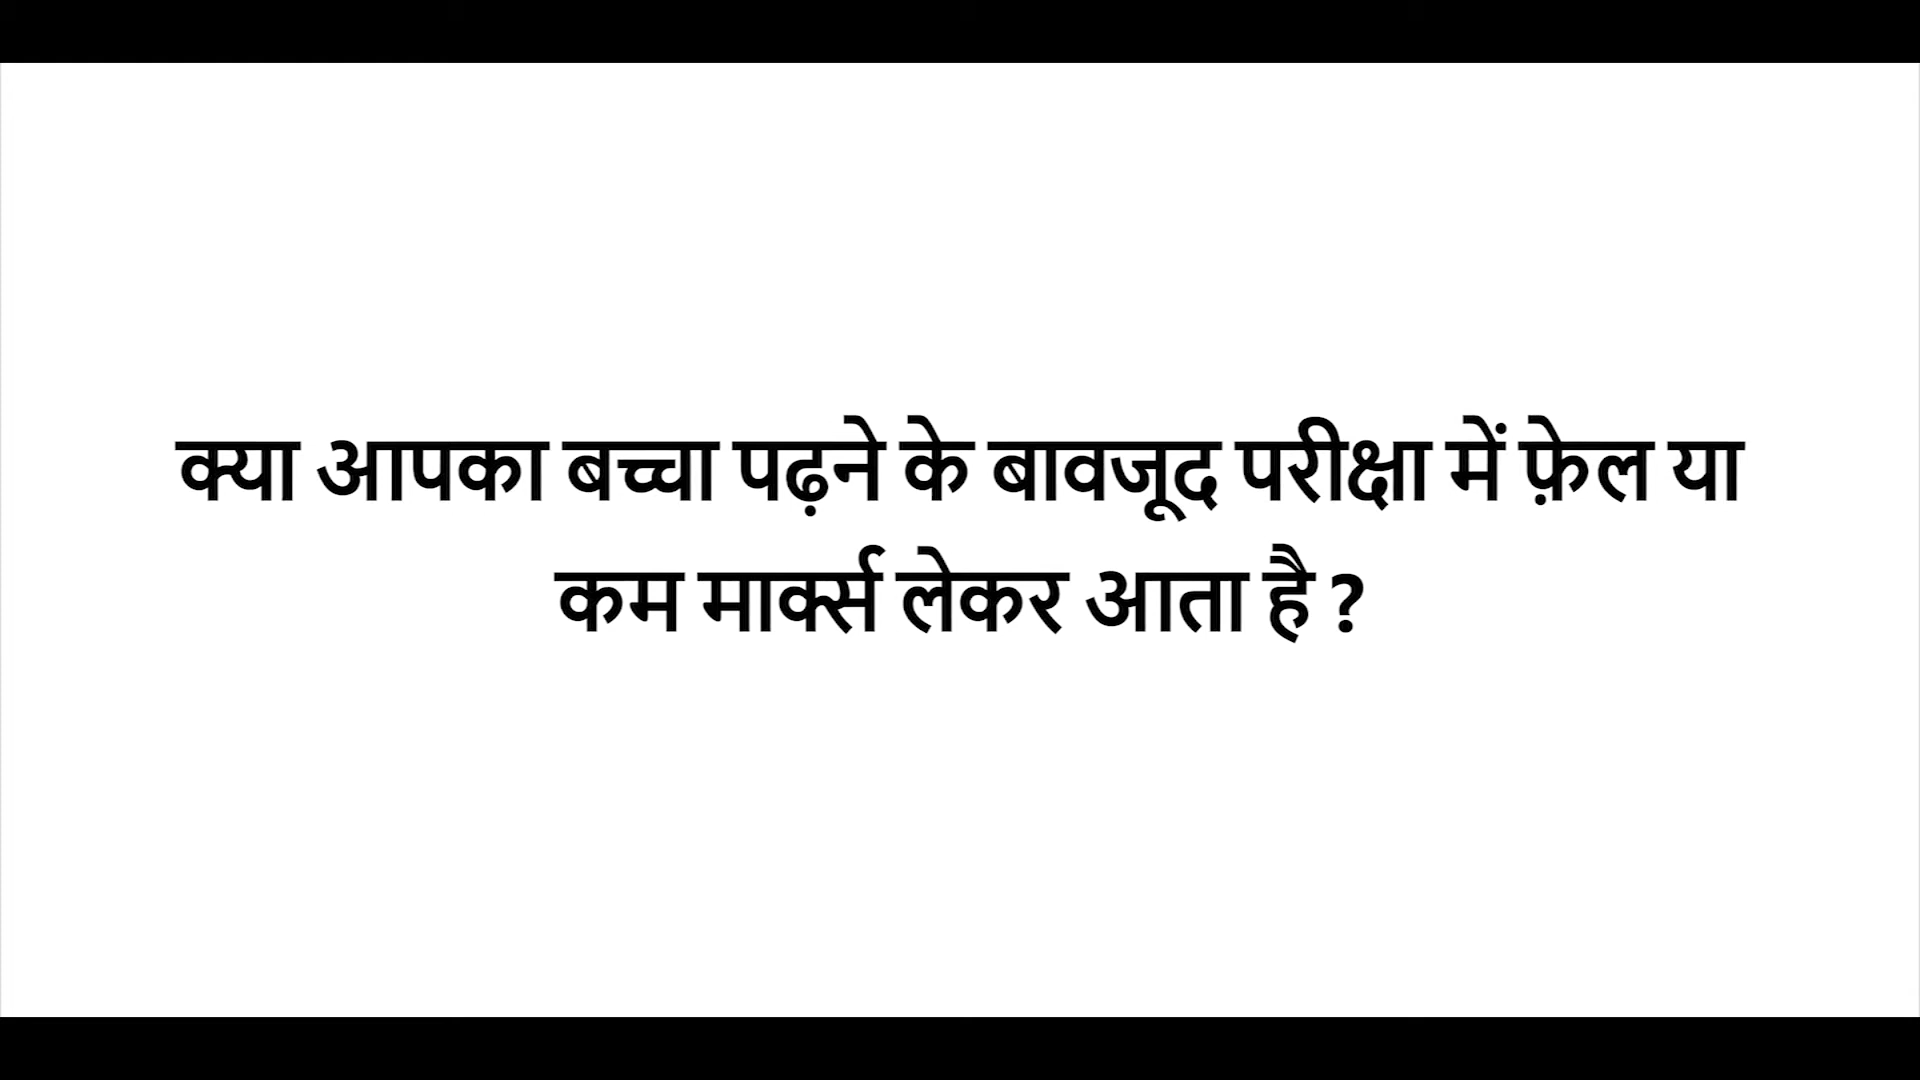 क्या आपका बच्चा पढ़ने के बावजूद परीक्षा में फ़ेल या
कम मार्क्स लेकर आता है ?